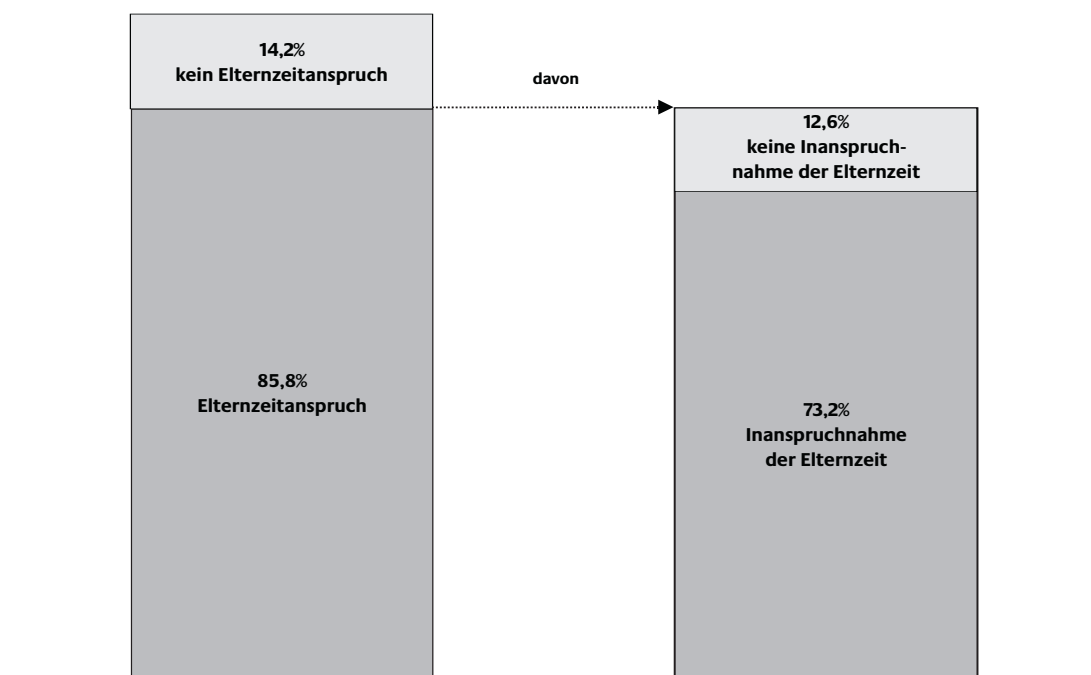 14,2%
kein Elternzeitanspruch
davon
12,6%
keine Inanspruch-
nahme der Elternzeit
85,8%
Elternzeitanspruch
73,2%
Inanspruchnahme
der Elternzeit